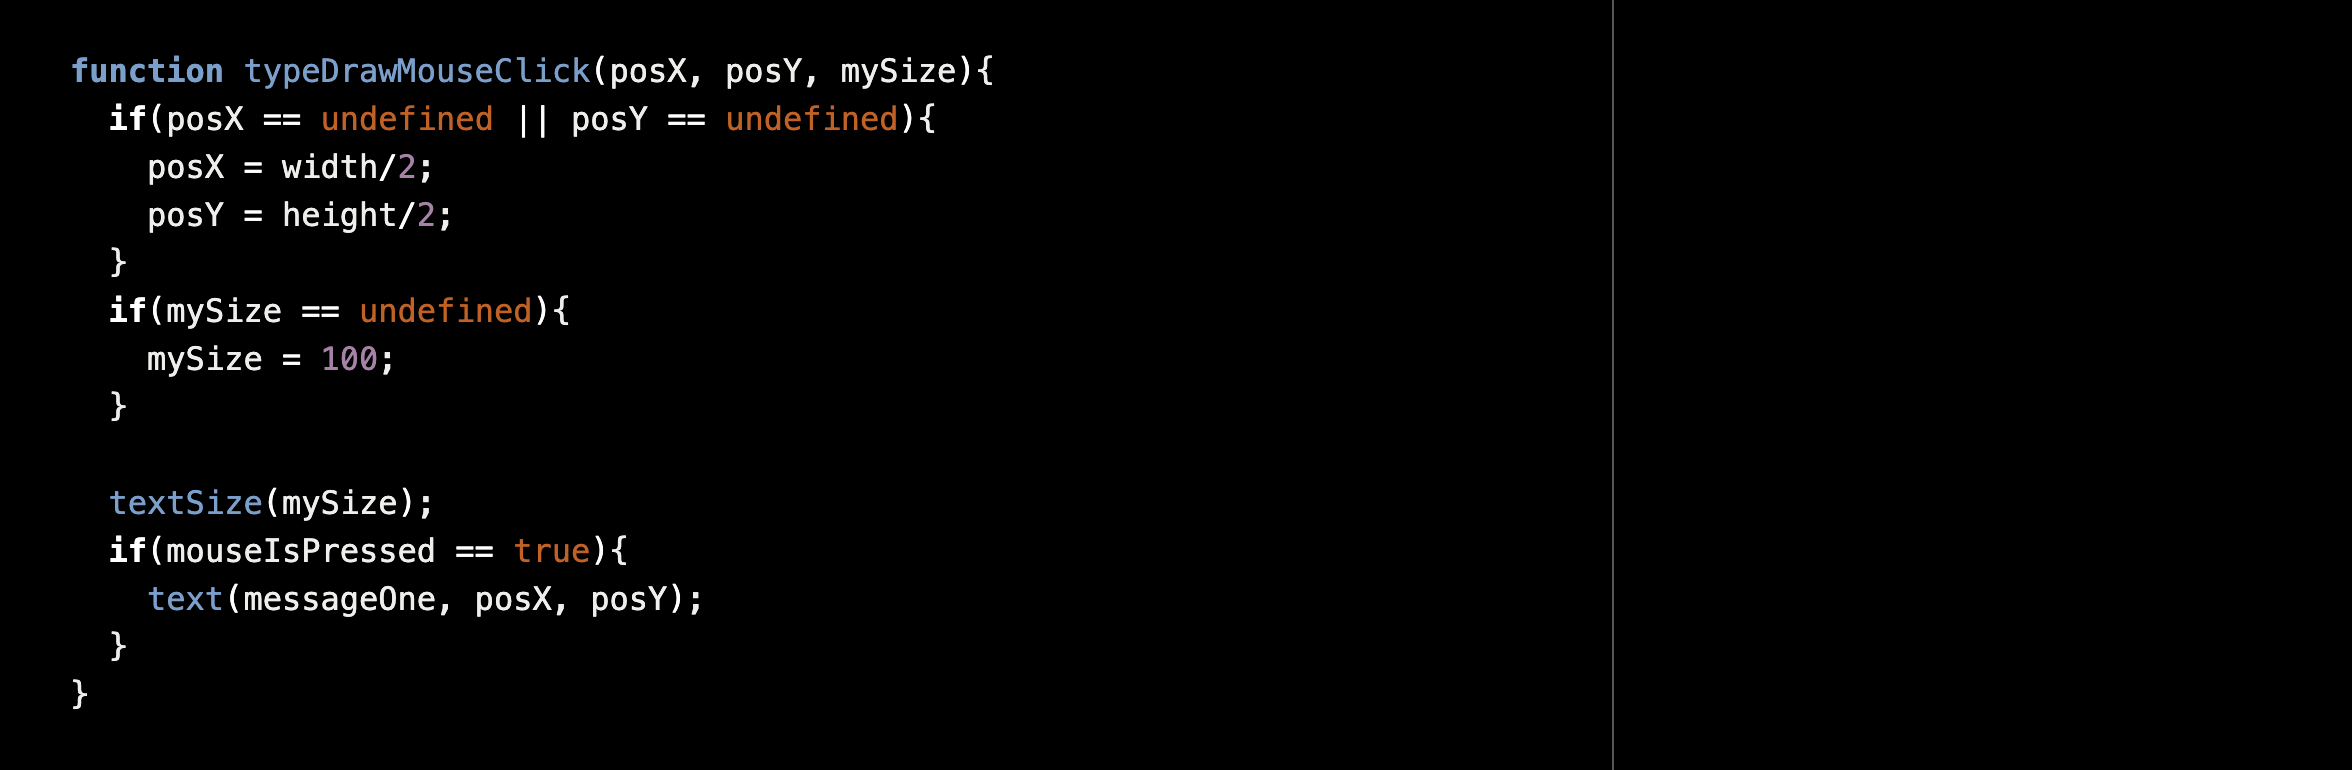 function typeDrawMouseClick(posX, posY, mySize){
  if(posX == undefined || posY == undefined){
    posX = width/2;
    posY = height/2;
  }
  if(mySize == undefined){
    mySize = 100;
  }

  textSize(mySize);
  if(mouseIsPressed == true){
    text(messageOne, posX, posY);
  }
}